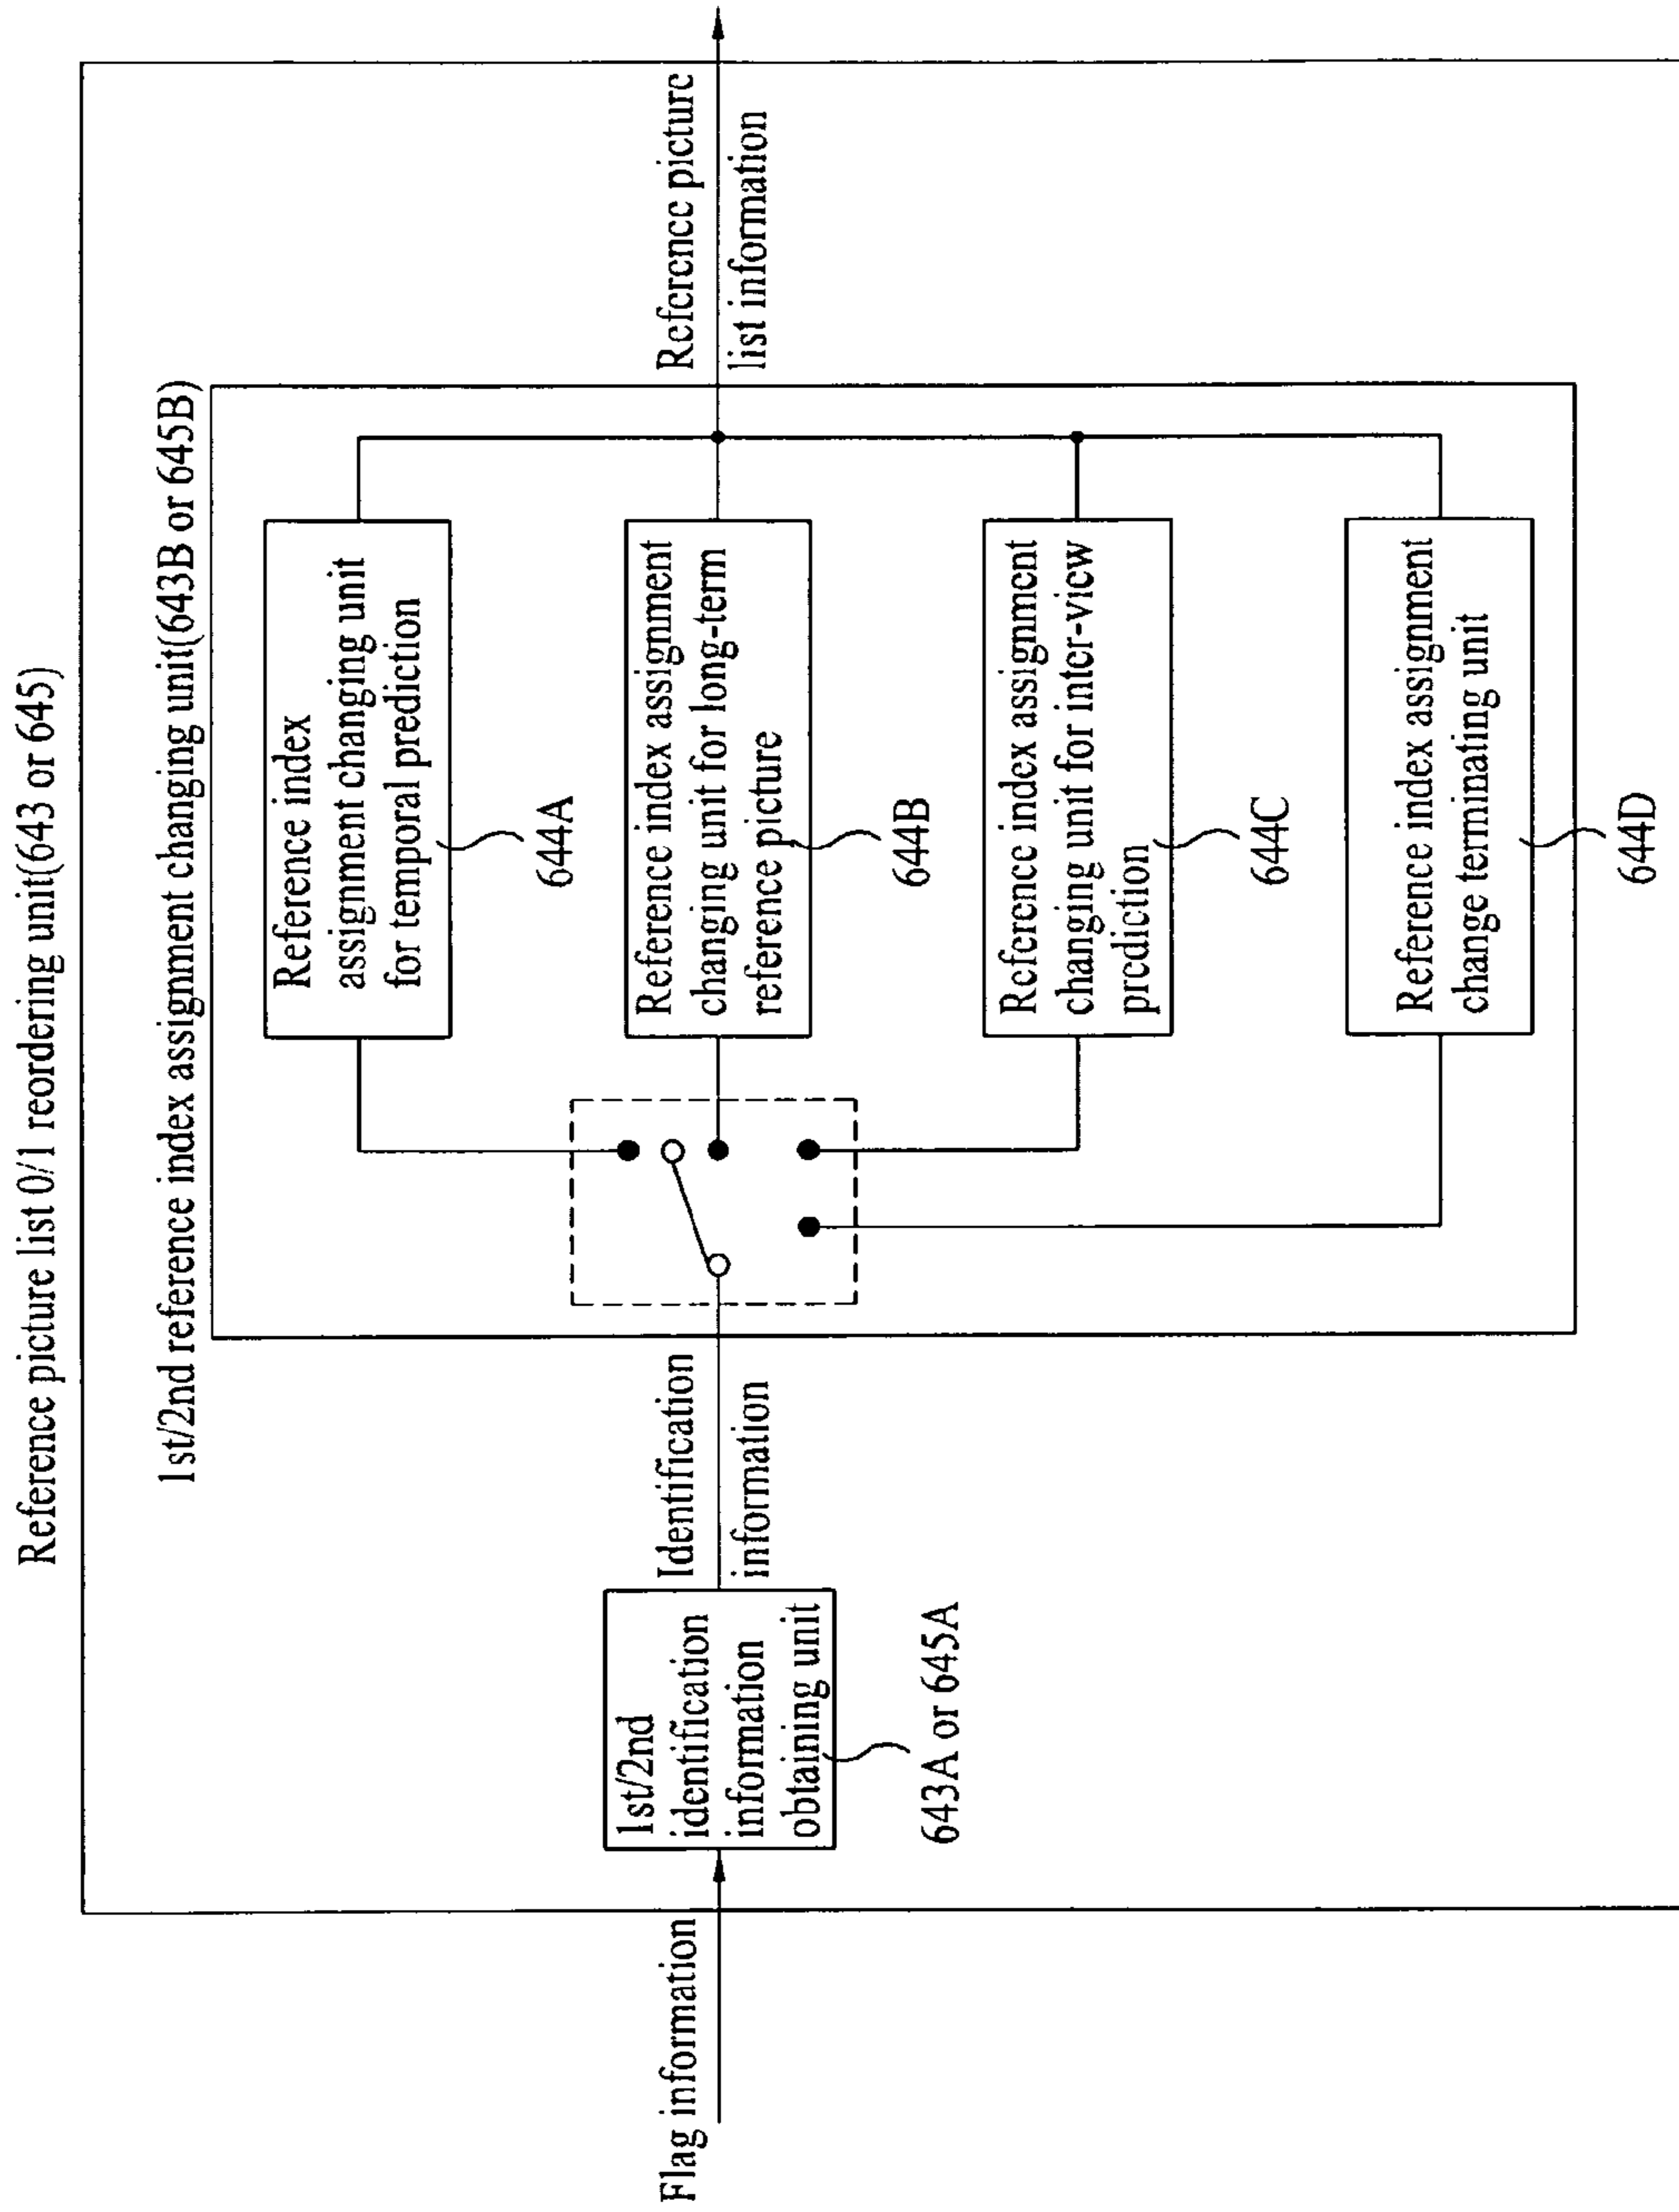 Reference picture list 0/1 reordering unit(643 or 645)
1st/2nd reference index assignment changing unit(643B or 645B)
Flag information
1st/2nd
identification
information
obtaining unit
643A or 645A
Identification
information
Reference index
assignment changing unit
for temporal prediction
644A
Reference index assignment
changing unit for long-term
reference picture
644B
Reference index assignment
changing unit for inter-view
prediction
644C
Reference index assignment
change terminating unit
644D
Reference picture
list information